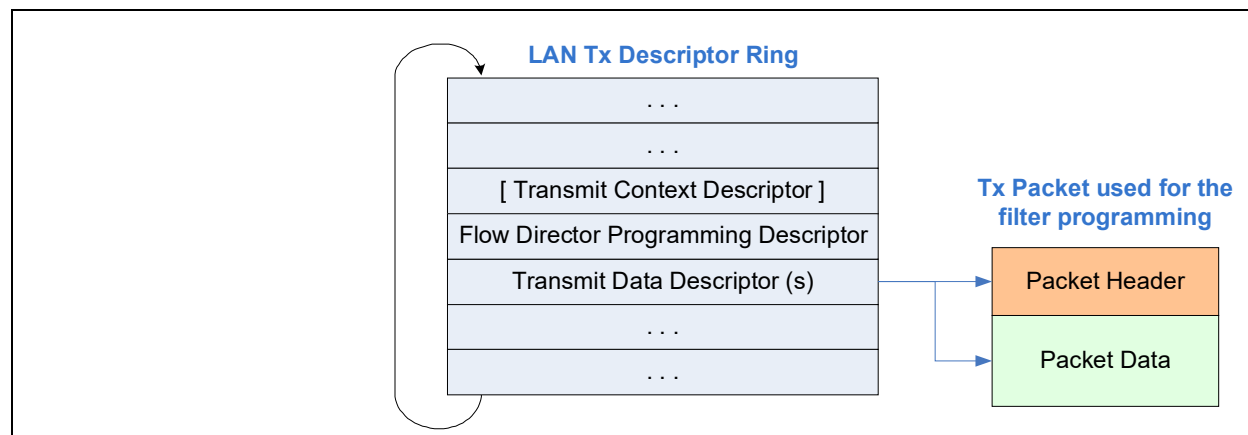 LAN Tx Descriptor Ring
. . .
. . .
[ Transmit Context Descriptor ]
Flow Director Programming Descriptor
Transmit Data Descriptor (s)
. . .
. . .
Tx Packet used for the
filter programming
Packet Header
Packet Data